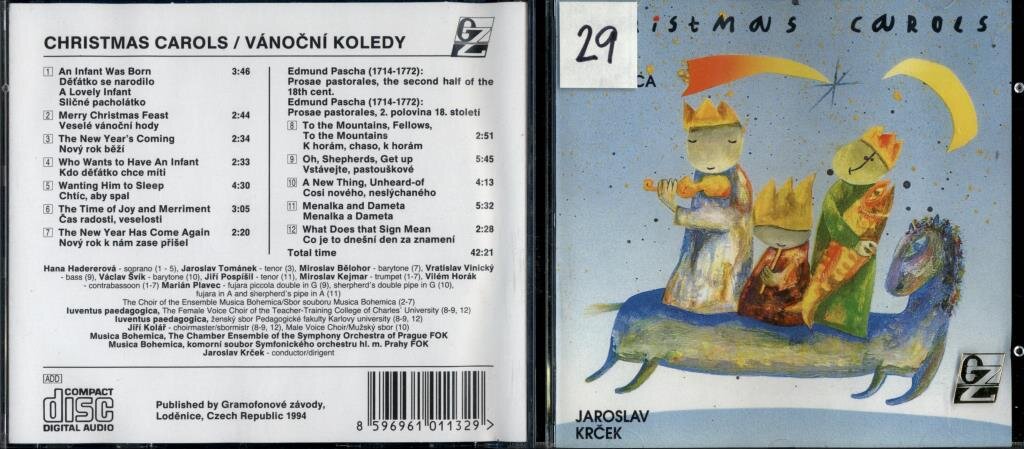 CHRISTMAS CAROLS / VÁNOČNÍ KOLEDY
GZ
1 An Infant Was Born 3:46
Děťátko se narodilo
A Lovely Infant
Sličné pacholátko
2 Merry Christmas Feast 2:44
Veselé vánoční hody
3 The New Year's Coming 2:34
Nový rok běží
4 Who Wants to Have An Infant 2:33
Kdo děťátko chce míti
5 Wanting Him to Sleep 4:30
Chtíc, aby spal
6 The Time of Joy and Merriment 3:05
Čas radosti, veselosti
7 The New Year Has Come Again 2:20
Nový rok k nám zase přišel
Edmund Pascha (1714-1772):
Prosae pastorales, the second half of the
18th cent.
Edmund Pascha (1714-1772):
Prosae pastorales, 2. polovina 18. století
8 To the Mountains, Fellows,
To the Mountains 2:51
K horám, chaso, k horám
9 Oh, Shepherds, Get up 5:45
Vstávejte, pastouškové
10 A New Thing, Unheard-of 4:13
Cosi nového, neslýchaného
11 Menalka and Dameta 5:32
Menalka a Dameta
12 What Does that Sign Mean 2:28
Co je to dnešní den za znamení
Total time 42:21
Hana Hadererová - soprano (1 - 5), Jaroslav Tománek - tenor (3), Miroslav Bělohor - barytone (7), Vratislav Vinický
- bass (9), Václav Švík - barytone (10), Jiří Pospíšil - tenor (11), Miroslav Kejmar - trumpet (1-7), Vilém Horák
- contrabassoon (1-7) Marián Plavec - fujara piccola double in G (9), sherpherd's double pipe in G (10),
fujara in A and sherpherd's pipe in A (11)
The Choir of the Ensemble Musica Bohemica/Sbor souboru Musica Bohemica (2-7)
Iuventus paedagogica, The Female Voice Choir of the Teacher-Training College of Charles' University (8-9, 12)
Iuventus paedagogica, ženský sbor Pedagogické fakulty Karlovy university (8-9, 12)
Jiří Kolář - choirmaster/sbormistr (8-9, 12), Male Voice Choir/Mužský sbor (10)
Musica Bohemica, The Chamber Ensemble of the Symphony Orchestra of Prague FOK
Musica Bohemica, komorní soubor Symfonického orchestru hl. m. Prahy FOK
Jaroslav Krček - conductor/dirigent
ADD
COMPACT
disc
DIGITAL AUDIO
Published by Gramofonové závody,
Loděnice, Czech Republic 1994
8 596961 011329 >
29
ristmas carols
CA
GZ
JAROSLAV
KRČEK